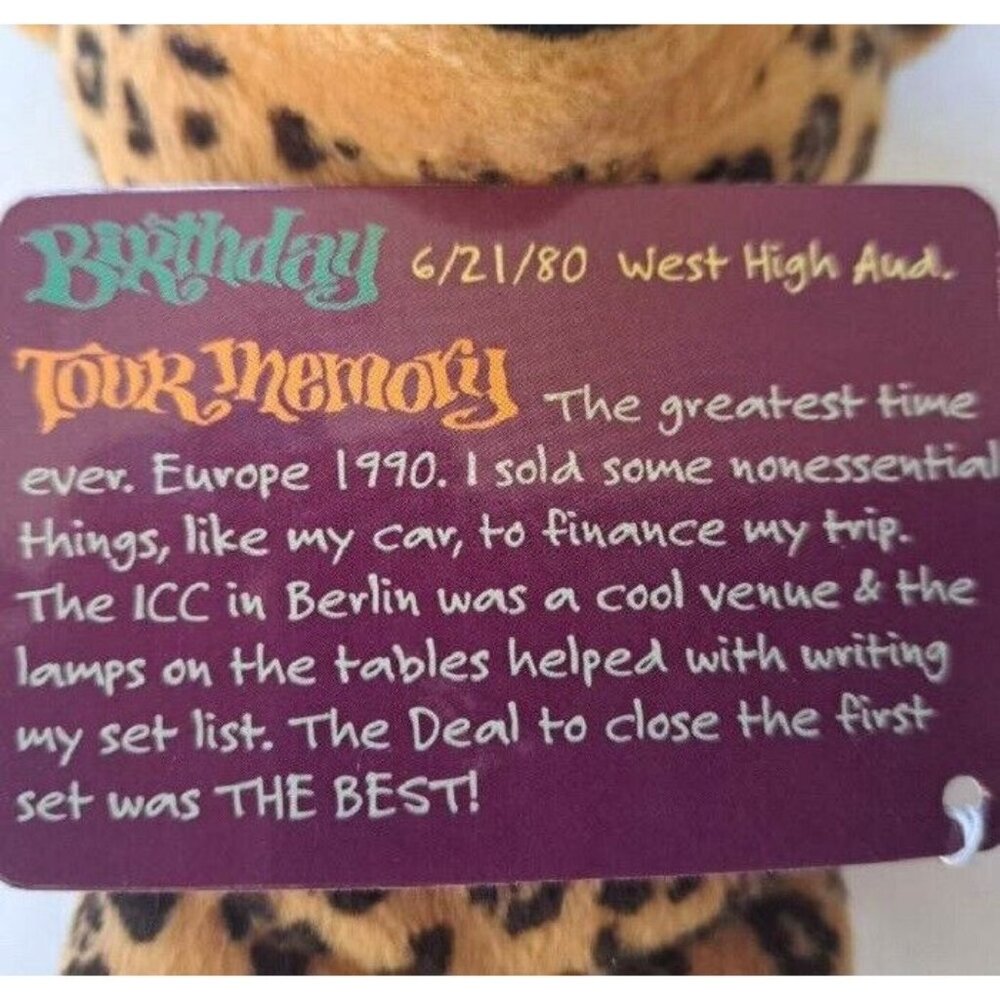 Birthday 6/21/80 West High Aud.
Tour Memory The greatest time
ever. Europe 1990. I sold some nonessential
things, like my car, to finance my trip.
The ICC in Berlin was a cool venue & the
lamps on the tables helped with writing
my set list. The Deal to close the first
set was THE BEST!